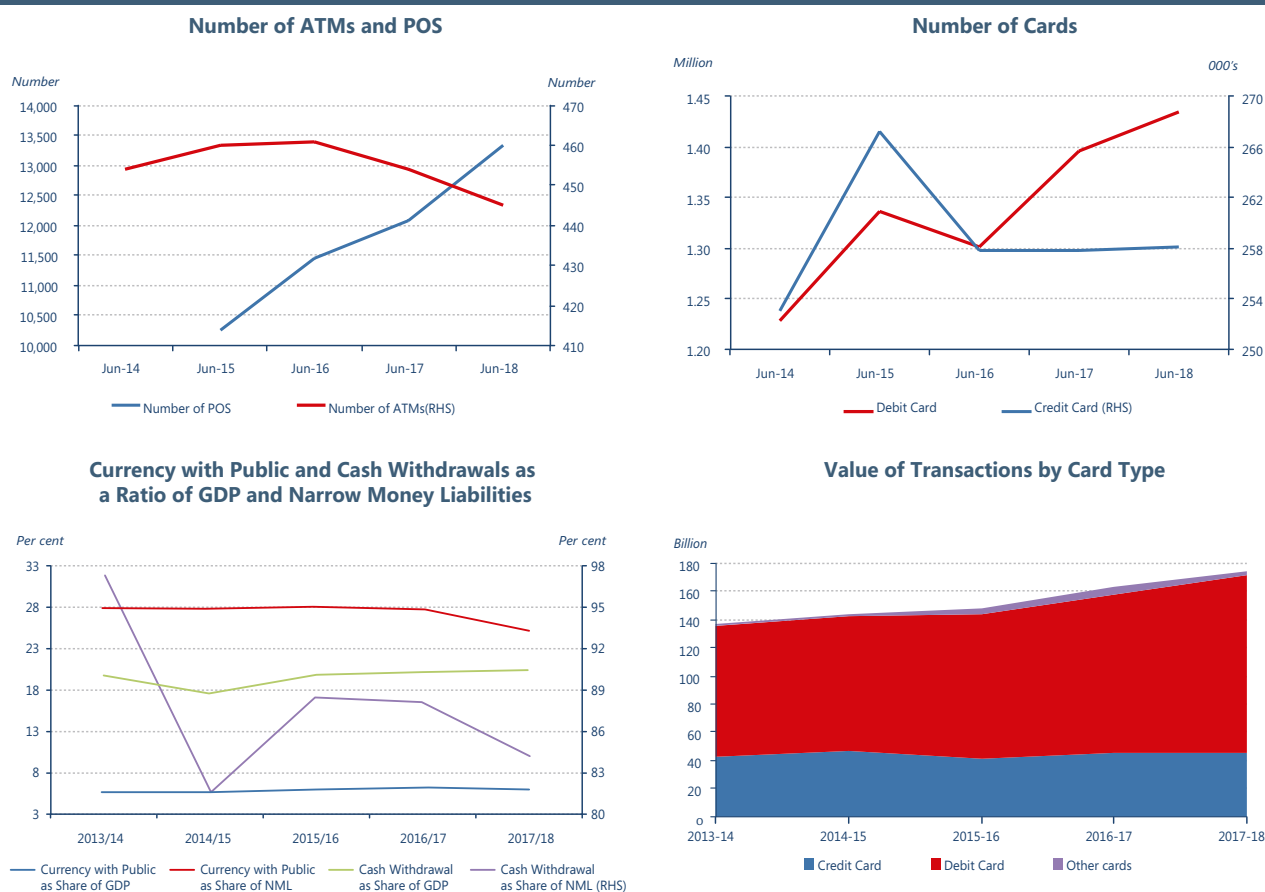 Number of ATMs and POS
Number
Number
14,000
13,500
13,000
12,500
12,000
11,500
11,000
10,500
10,000
470
460
450
440
430
420
410
Jun-14
Jun-15
Jun-16
Jun-17
Jun-18
Number of POS
Number of ATMs(RHS)
Number of Cards
Million
000's
1.45
1.40
1.35
1.30
1.25
1.20
270
266
262
258
254
250
Jun-14
Jun-15
Jun-16
Jun-17
Jun-18
Debit Card
Credit Card (RHS)
Currency with Public and Cash Withdrawals as
a Ratio of GDP and Narrow Money Liabilities
Per cent
Per cent
33
28
23
18
13
8
3
98
95
92
89
86
83
80
2013/14
2014/15
2015/16
2016/17
2017/18
Currency with Public
as Share of GDP
Currency with Public
as Share of NML
Cash Withdrawal
as Share of GDP
Cash Withdrawal
as Share of NML (RHS)
Value of Transactions by Card Type
Billion
180
160
140
120
100
80
60
40
20
0
2013-14
2014-15
2015-16
2016-17
2017-18
Credit Card
Debit Card
Other cards